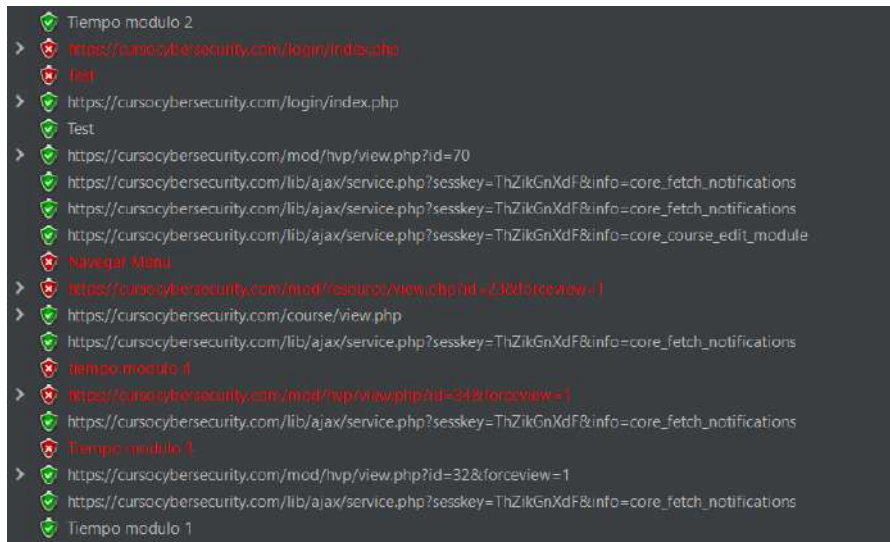 Tiempo modulo 2
https://cursocybersecurity.com/login/index.php
Test
https://cursocybersecurity.com/login/index.php
Test
https://cursocybersecurity.com/mod/hvp/view.php?id=70
https://cursocybersecurity.com/lib/ajax/service.php?sesskey=ThZikGnXdF&info=core_fetch_notifications
https://cursocybersecurity.com/lib/ajax/service.php?sesskey=ThZikGnXdF&info=core_fetch_notifications
https://cursocybersecurity.com/lib/ajax/service.php?sesskey=ThZikGnXdF&info=core_course_edit_module
Navegar Menu
https://cursocybersecurity.com/mod/resource/view.php?id=23&forceview=1
https://cursocybersecurity.com/course/view.php
https://cursocybersecurity.com/lib/ajax/service.php?sesskey=ThZikGnXdF&info=core_fetch_notifications
tiempo modulo 4
https://cursocybersecurity.com/mod/hvp/view.php?id=34&forceview=1
https://cursocybersecurity.com/lib/ajax/service.php?sesskey=ThZikGnXdF&info=core_fetch_notifications
Tiempo modulo 3
https://cursocybersecurity.com/mod/hvp/view.php?id=32&forceview=1
https://cursocybersecurity.com/lib/ajax/service.php?sesskey=ThZikGnXdF&info=core_fetch_notifications
Tiempo modulo 1